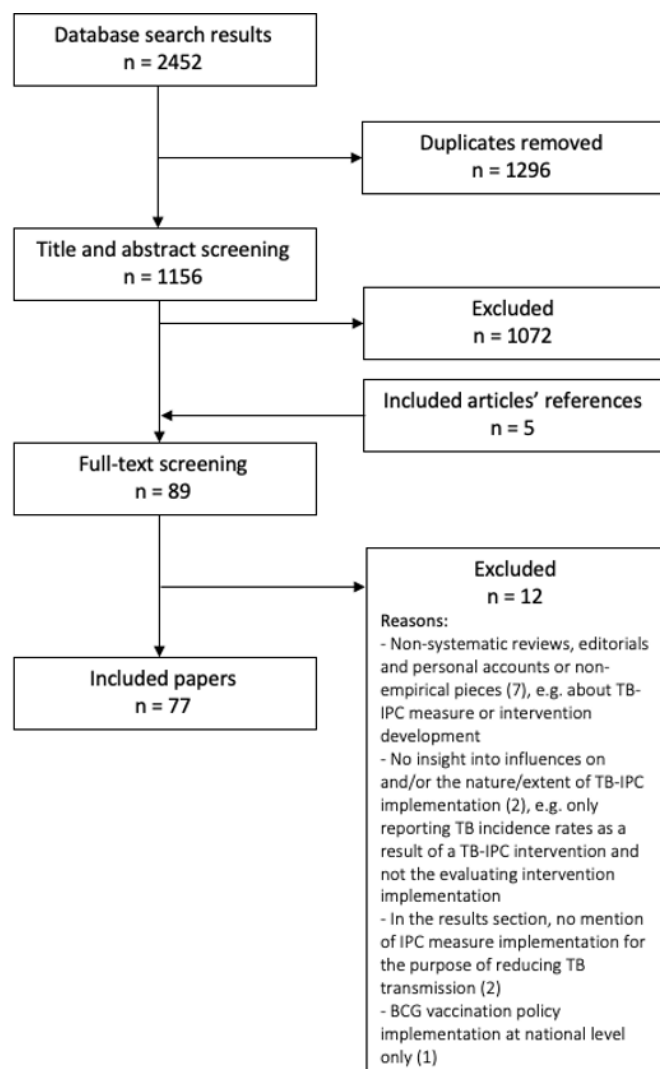 Database search results
n = 2452
Duplicates removed
n = 1296
Title and abstract screening
n = 1156
Excluded
n = 1072
Included articles’ references
n = 5
Full-text screening
n = 89
Excluded
n = 12
Reasons:
- Non-systematic reviews, editorials
and personal accounts or non-
empirical pieces (7), e.g. about TB-
IPC measure or intervention
development
- No insight into influences on
and/or the nature/extent of TB-IPC
implementation (2), e.g. only
reporting TB incidence rates as a
result of a TB-IPC intervention and
not the evaluating intervention
implementation
- In the results section, no mention
of IPC measure implementation for
the purpose of reducing TB
transmission (2)
- BCG vaccination policy
implementation at national level
only (1)
Included papers
n = 77